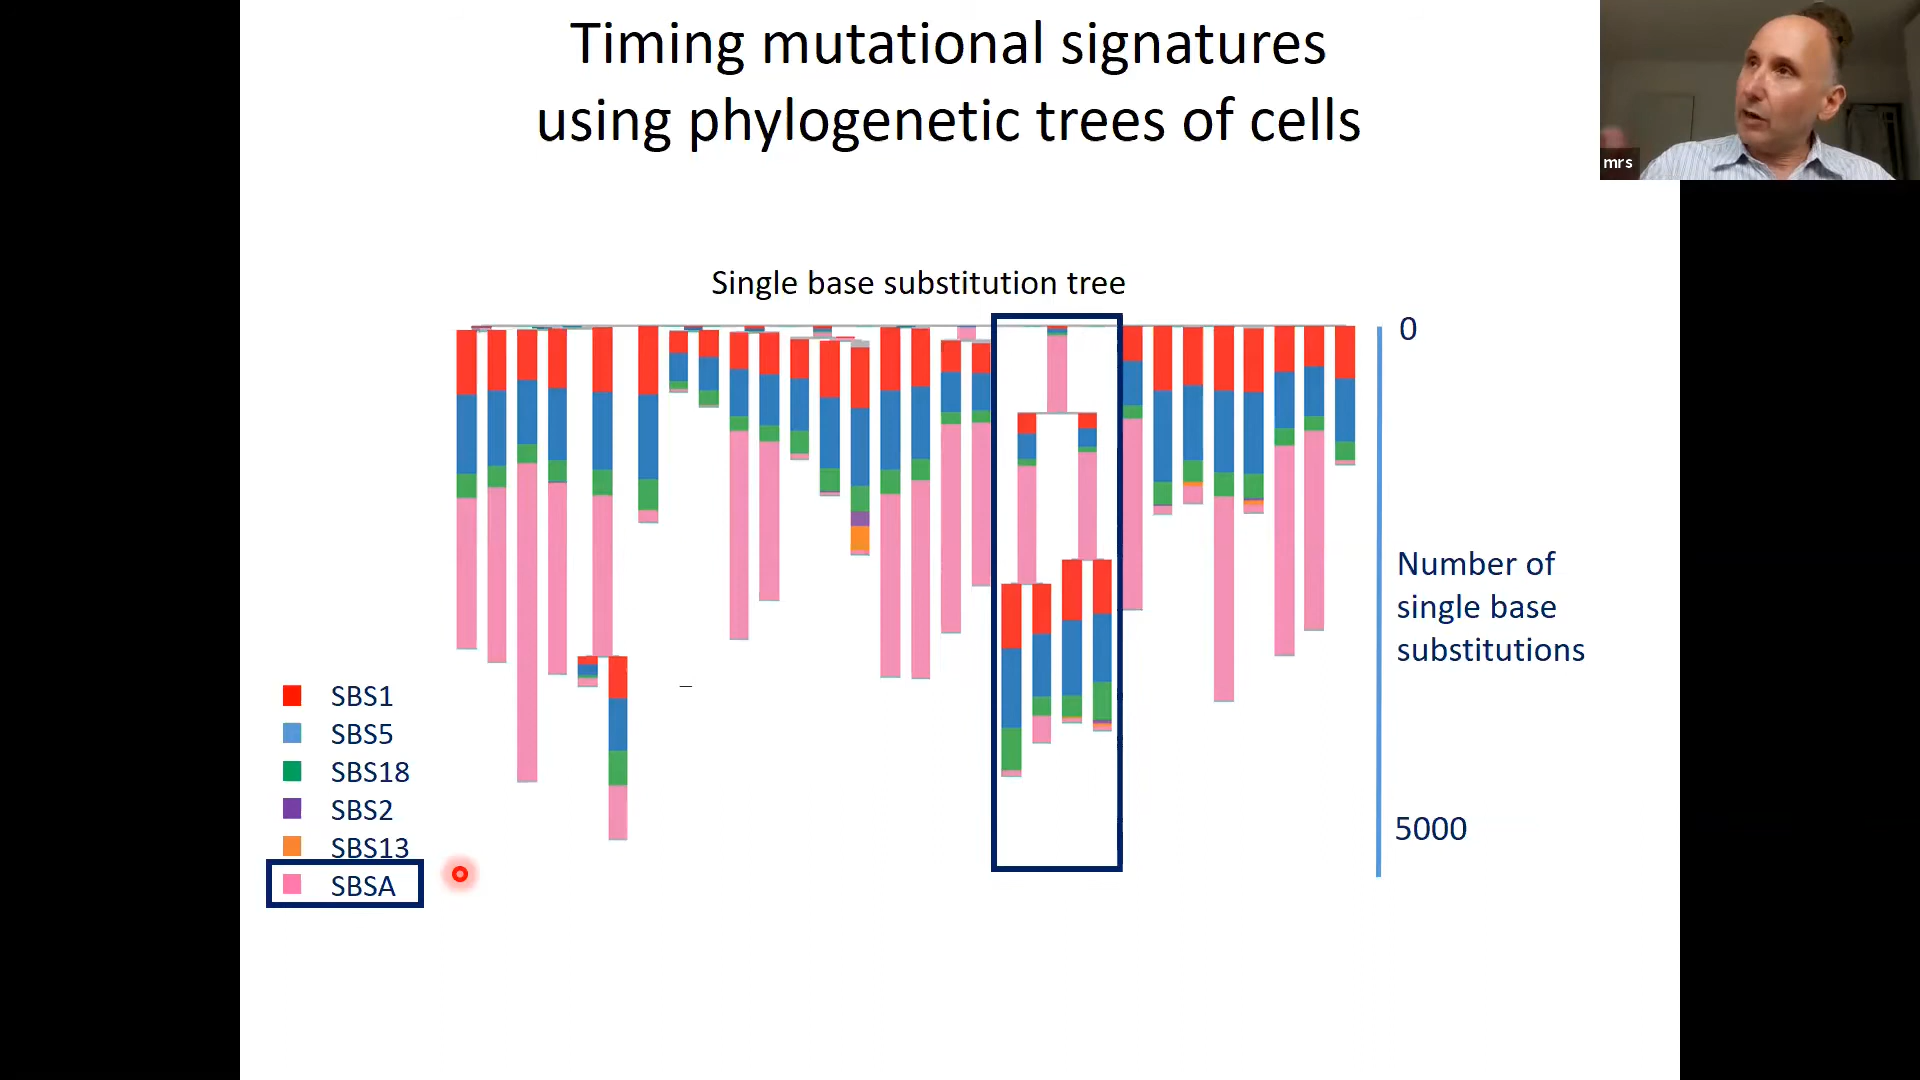 Timing mutational signatures
using phylogenetic trees of cells
mrs
Single base substitution tree
0
Number of
single base
substitutions
5000
SBS1
SBS5
SBS18
SBS2
SBS13
SBSA